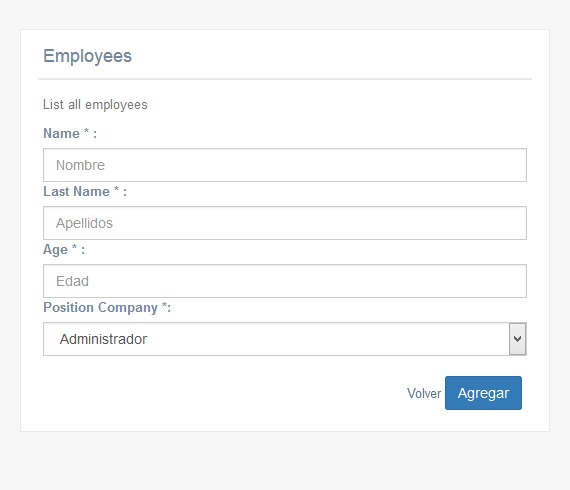 Employees
List all employees
Name * :
Nombre
Last Name * :
Apellidos
Age * :
Edad
Position Company *:
Administrador
Volver Agregar